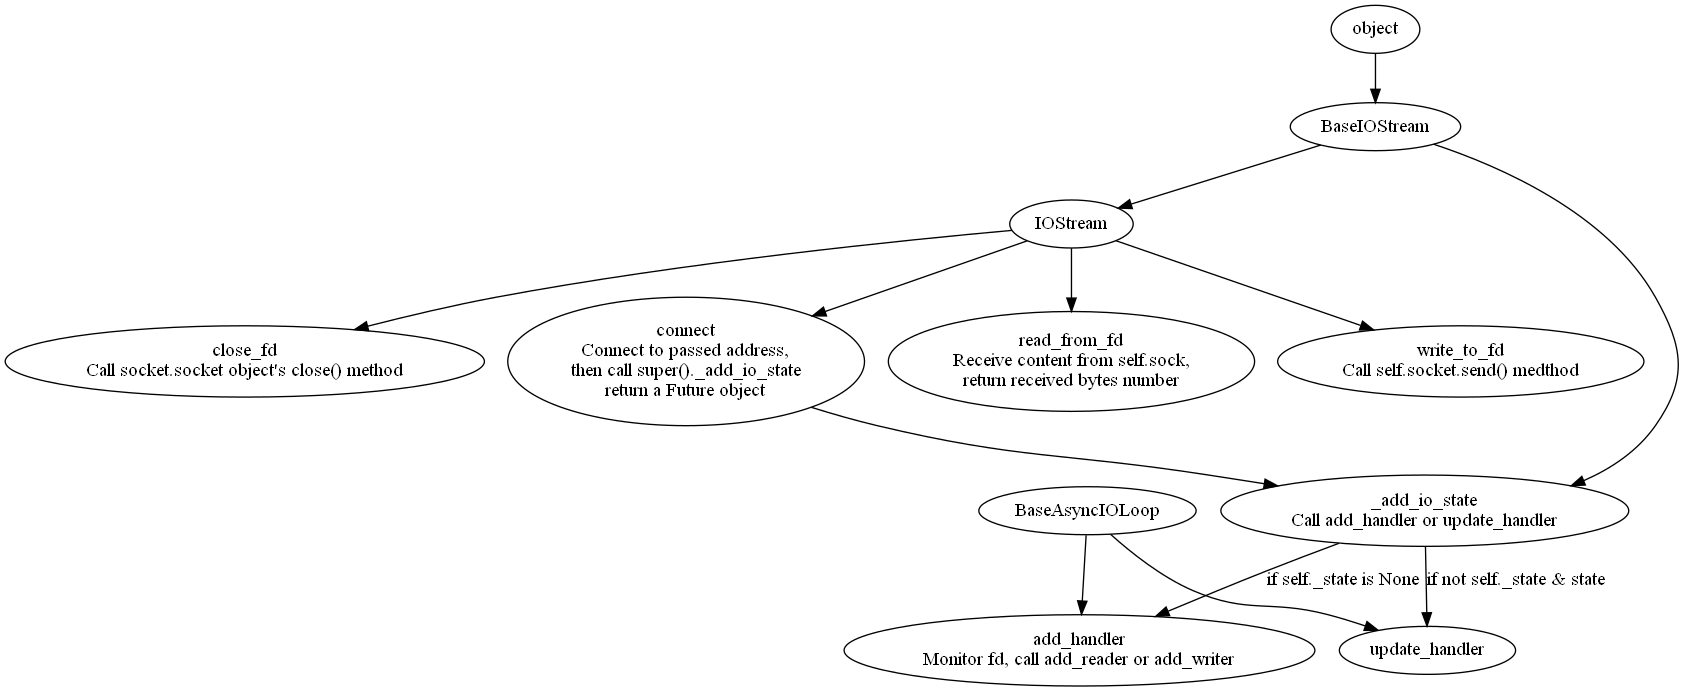 object
BaseIOStream
IOStream
close_fd
Call socket.socket object's close() method
connect
Connect to passed address,
then call super()._add_io_state
return a Future object
read_from_fd
Receive content from self.sock,
return received bytes number
write_to_fd
Call self.socket.send() medthod
BaseAsyncIOLoop
_add_io_state
Call add_handler or update_handler
if self._state is None
if not self._state & state
add_handler
Monitor fd, call add_reader or add_writer
update_handler